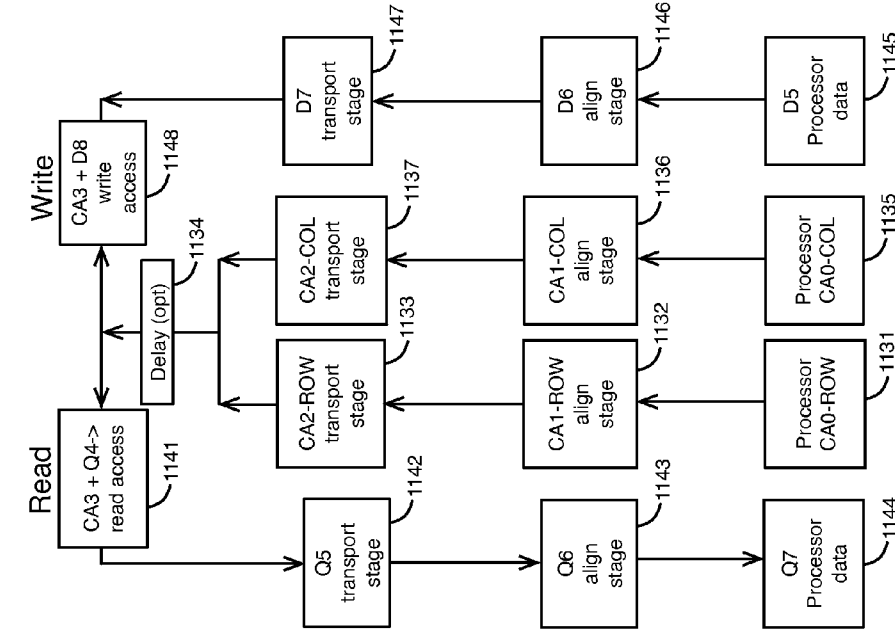 Read
Write
CA3 + Q4->
read access
1141
CA3 + D8
write
access
1148
Delay (opt)
1134
Q5
transport
stage
1142
CA2-ROW
transport
stage
1133
CA2-COL
transport
stage
1137
D7
transport
stage
1147
Q6
align
stage
1143
CA1-ROW
align
stage
1132
CA1-COL
align
stage
1136
D6
align
stage
1146
Q7
Processor
data
1144
Processor
CA0-ROW
1131
Processor
CA0-COL
1135
D5
Processor
data
1145